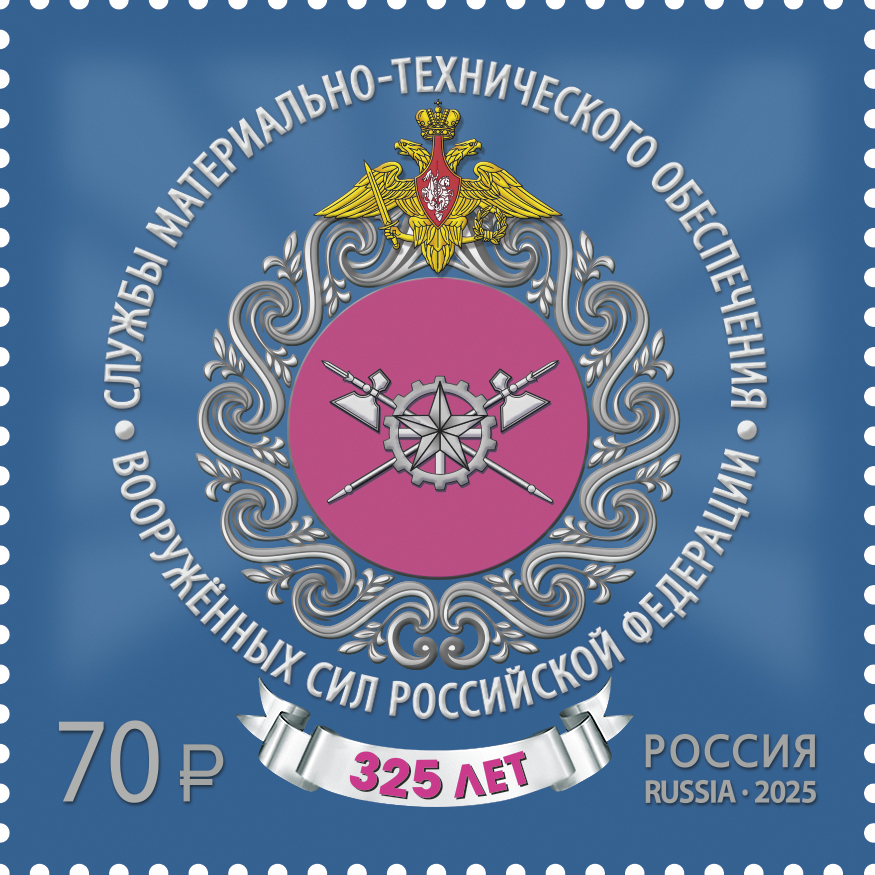 СЛУЖБЫ МАТЕРИАЛЬНО-ТЕХНИЧЕСКОГО ОБЕСПЕЧЕНИЯ
• ВООРУЖЁННЫХ СИЛ РОССИЙСКОЙ ФЕДЕРАЦИИ •
325 ЛЕТ
70 ₽
РОССИЯ
RUSSIA · 2025